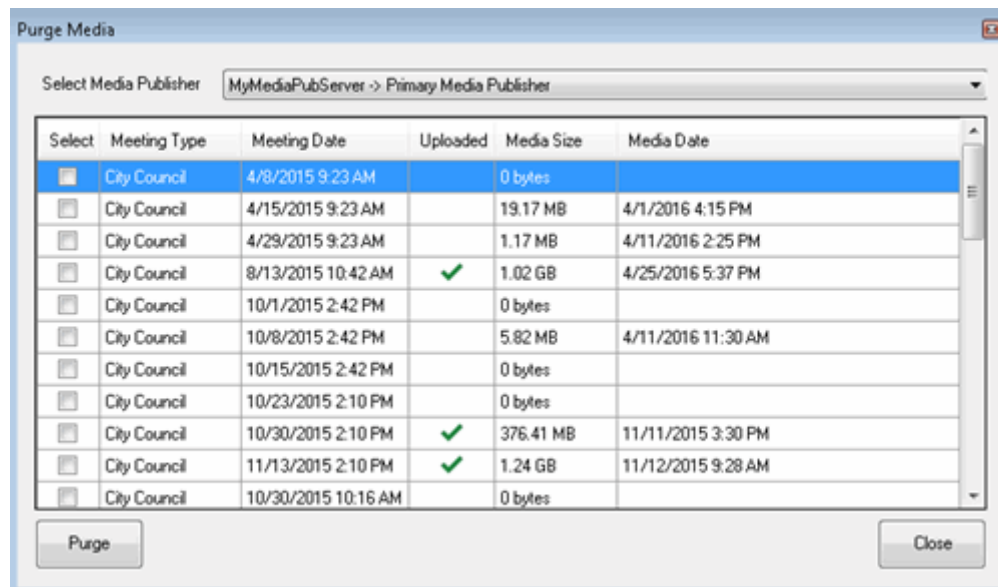 Purge Media
Select Media Publisher MyMediaPubServer -> Primary Media Publisher
Select Meeting Type Meeting Date Uploaded Media Size Media Date
City Council 4/8/2015 9:23 AM 0 bytes
City Council 4/15/2015 9:23 AM 19.17 MB 4/1/2016 4:15 PM
City Council 4/29/2015 9:23 AM 1.17 MB 4/11/2016 2:25 PM
City Council 8/13/2015 10:42 AM 1.02 GB 4/25/2016 5:37 PM
City Council 10/1/2015 2:42 PM 0 bytes
City Council 10/8/2015 2:42 PM 5.82 MB 4/11/2016 11:30 AM
City Council 10/15/2015 2:42 PM 0 bytes
City Council 10/23/2015 2:10 PM 0 bytes
City Council 10/30/2015 2:10 PM 376.41 MB 11/11/2015 3:30 PM
City Council 11/13/2015 2:10 PM 1.24 GB 11/12/2015 9:28 AM
City Council 10/30/2015 10:16 AM 0 bytes
Purge Close